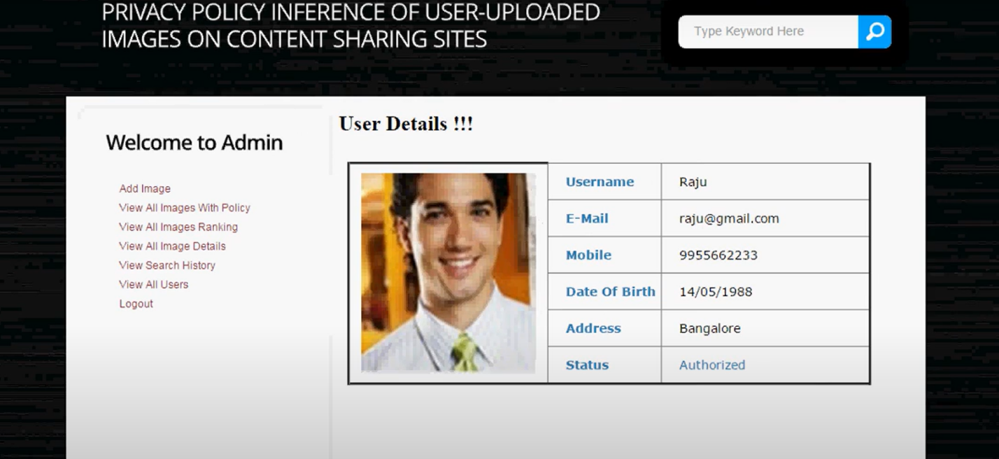 PRIVACY POLICY INFERENCE OF USER-UPLOADED
IMAGES ON CONTENT SHARING SITES
Type Keyword Here
Welcome to Admin
Add Image
View All Images With Policy
View All Images Ranking
View All Image Details
View Search History
View All Users
Logout
User Details !!!
Username Raju
E-Mail raju@gmail.com
Mobile 9955662233
Date Of Birth 14/05/1988
Address Bangalore
Status Authorized